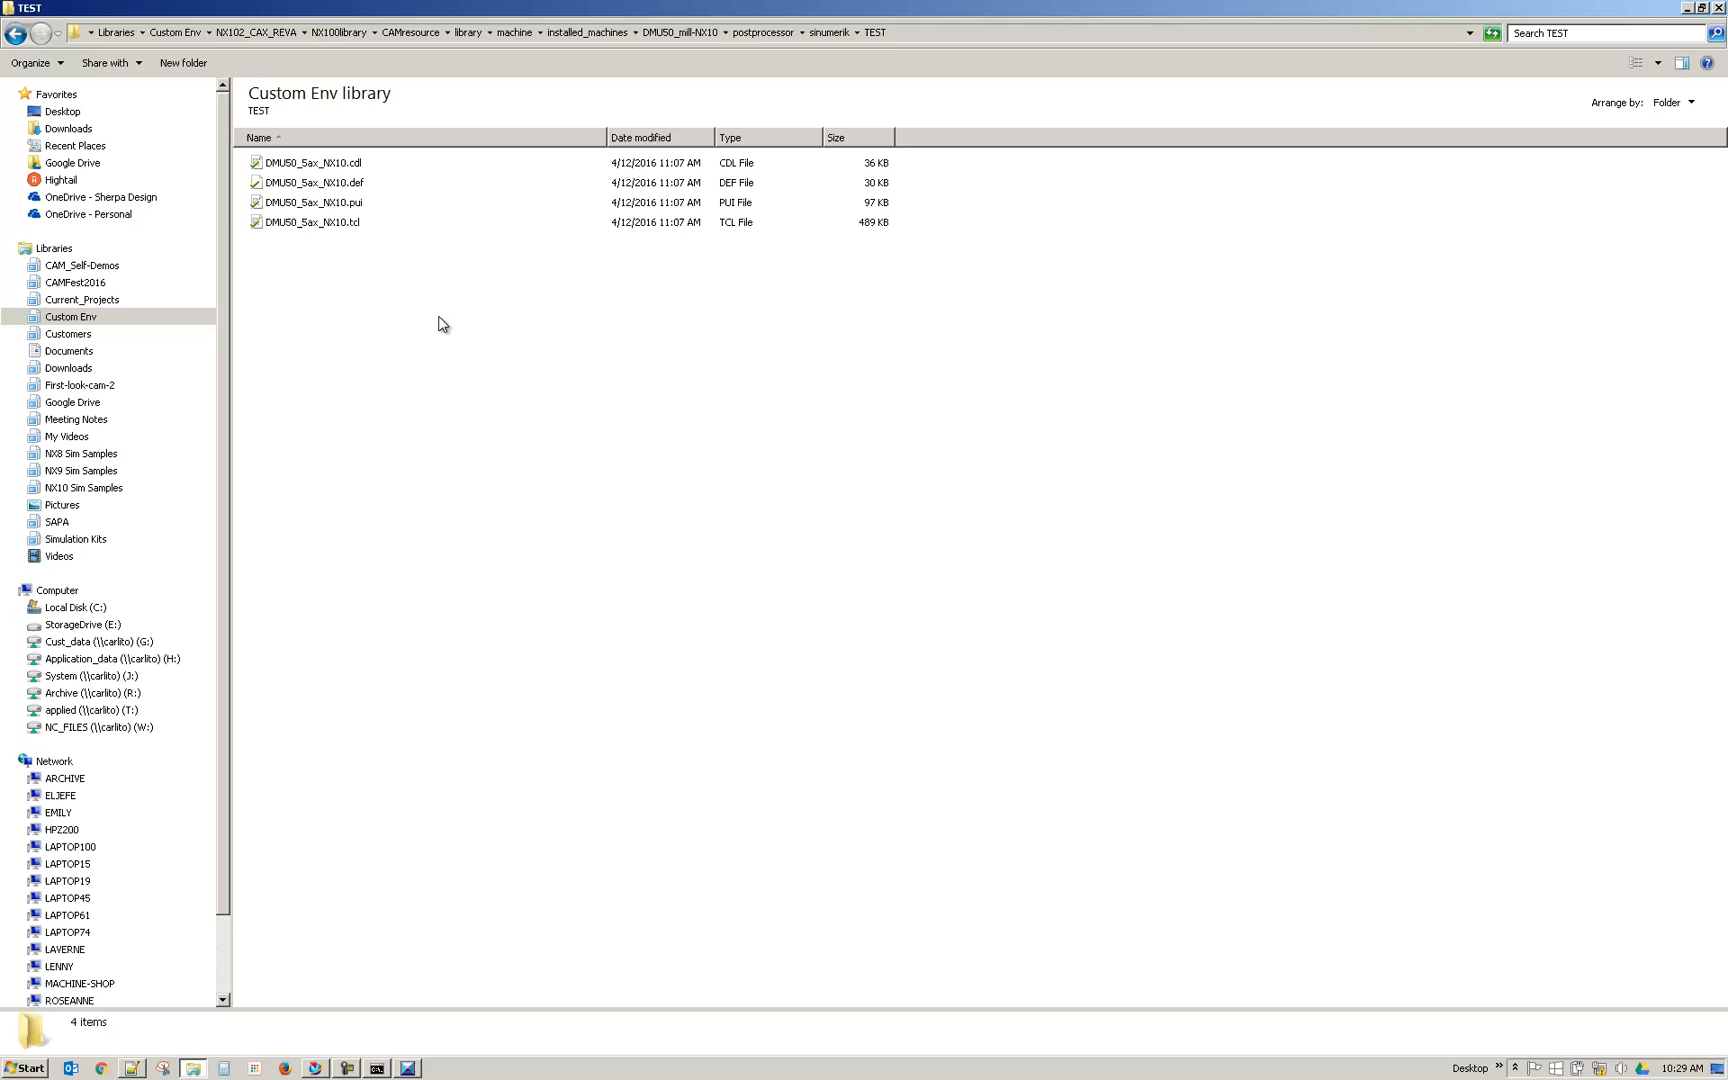 TEST
Libraries Custom Env NX102_CAX_REVA NX100library CAMresource library machine installed_machines DMU50_mill-NX10 postprocessor sinumerik TEST
Search TEST
Organize Share with New folder
Favorites
Desktop
Downloads
Recent Places
Google Drive
Hightail
OneDrive - Sherpa Design
OneDrive - Personal
Libraries
CAM_Self-Demos
CAMFest2016
Current_Projects
Custom Env
Customers
Documents
Downloads
First-look-cam-2
Google Drive
Meeting Notes
My Videos
NX8 Sim Samples
NX9 Sim Samples
NX10 Sim Samples
Pictures
SAPA
Simulation Kits
Videos
Computer
Local Disk (C:)
StorageDrive (E:)
Cust_data (\\carlito) (G:)
Application_data (\\carlito) (H:)
System (\\carlito) (J:)
Archive (\\carlito) (R:)
applied (\\carlito) (T:)
NC_FILES (\\carlito) (W:)
Network
ARCHIVE
ELJEFE
EMILY
HPZ200
LAPTOP100
LAPTOP15
LAPTOP19
LAPTOP45
LAPTOP61
LAPTOP74
LAVERNE
LENNY
MACHINE-SHOP
ROSEANNE
Custom Env library
TEST
Arrange by: Folder
Name Date modified Type Size
DMU50_5ax_NX10.cdl 4/12/2016 11:07 AM CDL File 36 KB
DMU50_5ax_NX10.def 4/12/2016 11:07 AM DEF File 30 KB
DMU50_5ax_NX10.pui 4/12/2016 11:07 AM PUI File 97 KB
DMU50_5ax_NX10.tcl 4/12/2016 11:07 AM TCL File 489 KB
4 items
Start
Desktop » 10:29 AM